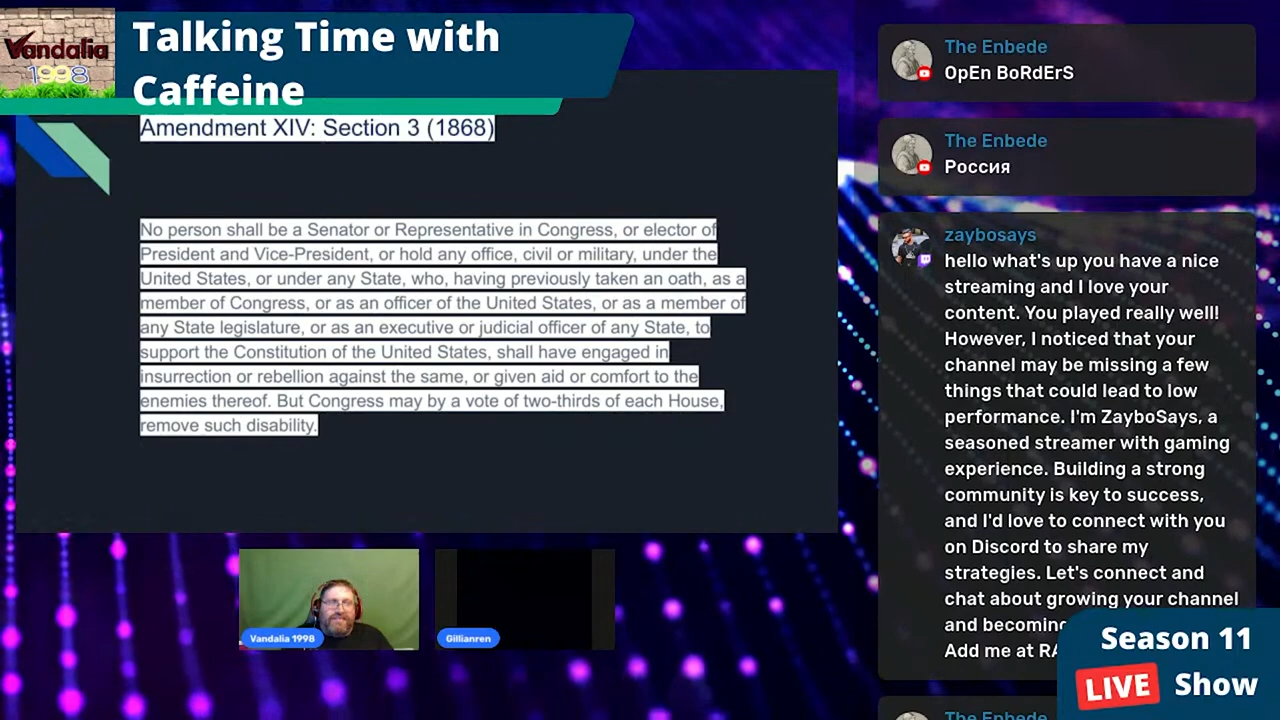 Vandalia
1998
Talking Time with
Caffeine
Amendment XIV: Section 3 (1868)
No person shall be a Senator or Representative in Congress, or elector of
President and Vice-President, or hold any office, civil or military, under the
United States, or under any State, who, having previously taken an oath, as a
member of Congress, or as an officer of the United States, or as a member of
any State legislature, or as an executive or judicial officer of any State, to
support the Constitution of the United States, shall have engaged in
insurrection or rebellion against the same, or given aid or comfort to the
enemies thereof. But Congress may by a vote of two-thirds of each House,
remove such disability.
Vandalia 1998
Gillianren
The Enbede
OpEn BoRdErS
The Enbede
Россия
zaybosays
hello what's up you have a nice
streaming and I love your
content. You played really well!
However, I noticed that your
channel may be missing a few
things that could lead to low
performance. I'm ZayboSays, a
seasoned streamer with gaming
experience. Building a strong
community is key to success,
and I'd love to connect with you
on Discord to share my
strategies. Let's connect and
chat about growing your channel
and becoming
Add me at
The Enbede
Season 11
LIVE Show